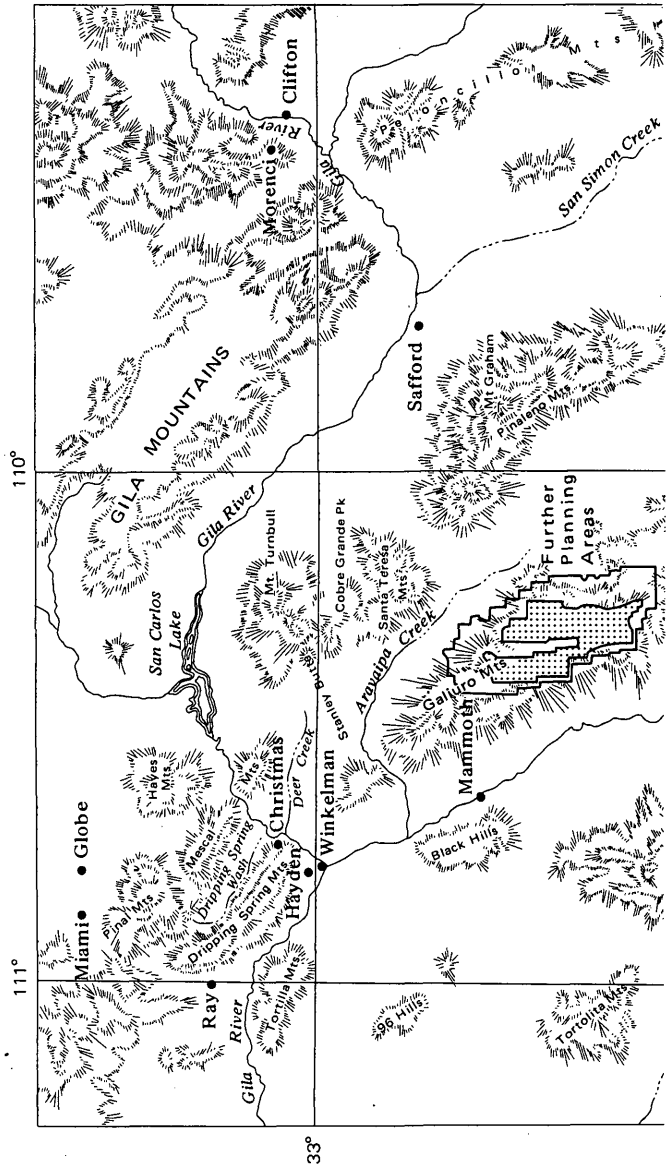 111°
110°
33°
Miami
Globe
Pinal Mts
Hayes
Mts.
San Carlos
Lake
GILA MOUNTAINS
Morenci
Clifton
River
Gila
Ray
Mescal
Mts
Dripping Spring
Wash
Dripping Spring Mts
Christmas
Deer Creek
Hayden
Winkelman
Gila
River
Tortilla Mts
Mt. Turnbull
Gila River
Stanley Butte
Cobre Grande Pk
Santa Teresa
Mts
Aravaipa Creek
Safford
Mt Graham
Pinaleno Mts
Peloncillo Mts
San Simon Creek
96 Hills
Black Hills
Mammoth
Galiuro Mts
Further
Planning
Areas
Tortolita Mts